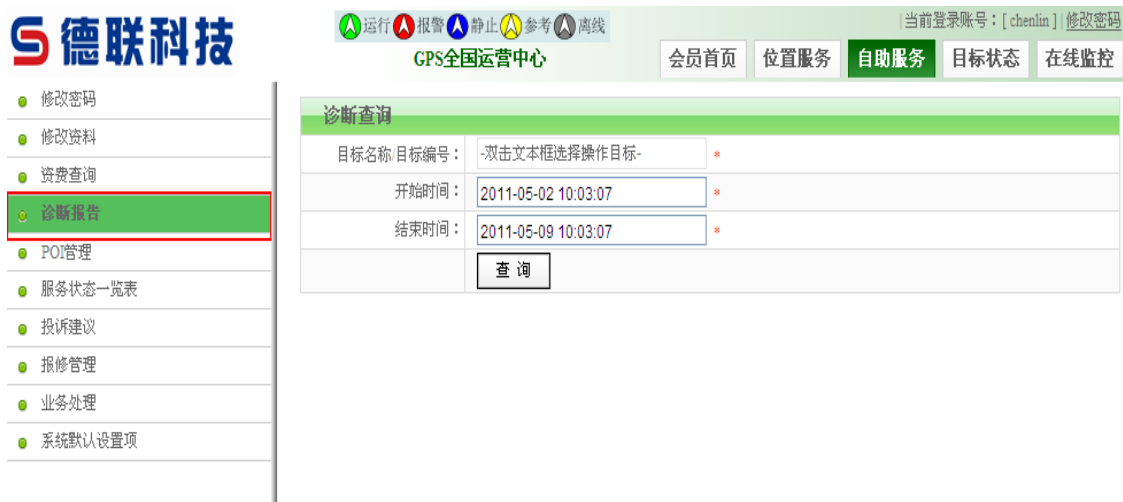 德联科技
运行 报警 静止 参考 离线
GPS全国运营中心
|当前登录账号：[ chenlin ]| 修改密码
会员首页 位置服务 自助服务 目标状态 在线监控
修改密码
修改资料
资费查询
诊断报告
POI管理
服务状态一览表
投诉建议
报修管理
业务处理
系统默认设置项
诊断查询
目标名称/目标编号： -双击文本框选择操作目标- *
开始时间： 2011-05-02 10:03:07 *
结束时间： 2011-05-09 10:03:07 *
查 询